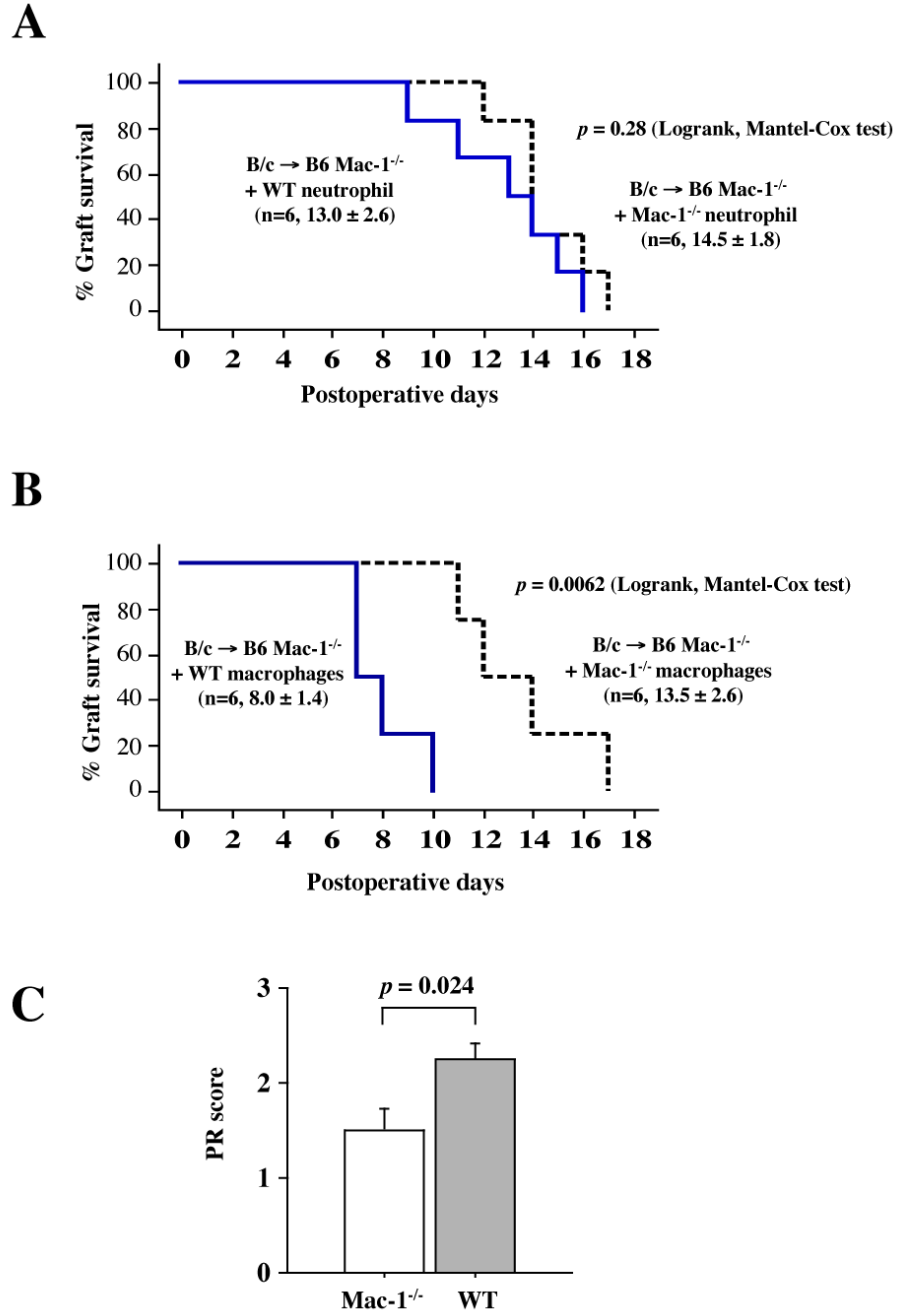 A
100
80
60
40
20
0
% Graft survival
B/c → B6 Mac-1-/-
+ WT neutrophil
(n=6, 13.0 ± 2.6)
p = 0.28 (Logrank, Mantel-Cox test)
B/c → B6 Mac-1-/-
+ Mac-1-/- neutrophil
(n=6, 14.5 ± 1.8)
0 2 4 6 8 10 12 14 16 18
Postoperative days
B
100
80
60
40
20
0
% Graft survival
B/c → B6 Mac-1-/-
+ WT macrophages
(n=6, 8.0 ± 1.4)
p = 0.0062 (Logrank, Mantel-Cox test)
B/c → B6 Mac-1-/-
+ Mac-1-/- macrophages
(n=6, 13.5 ± 2.6)
0 2 4 6 8 10 12 14 16 18
Postoperative days
C
3
2
1
0
PR score
p = 0.024
Mac-1-/- WT